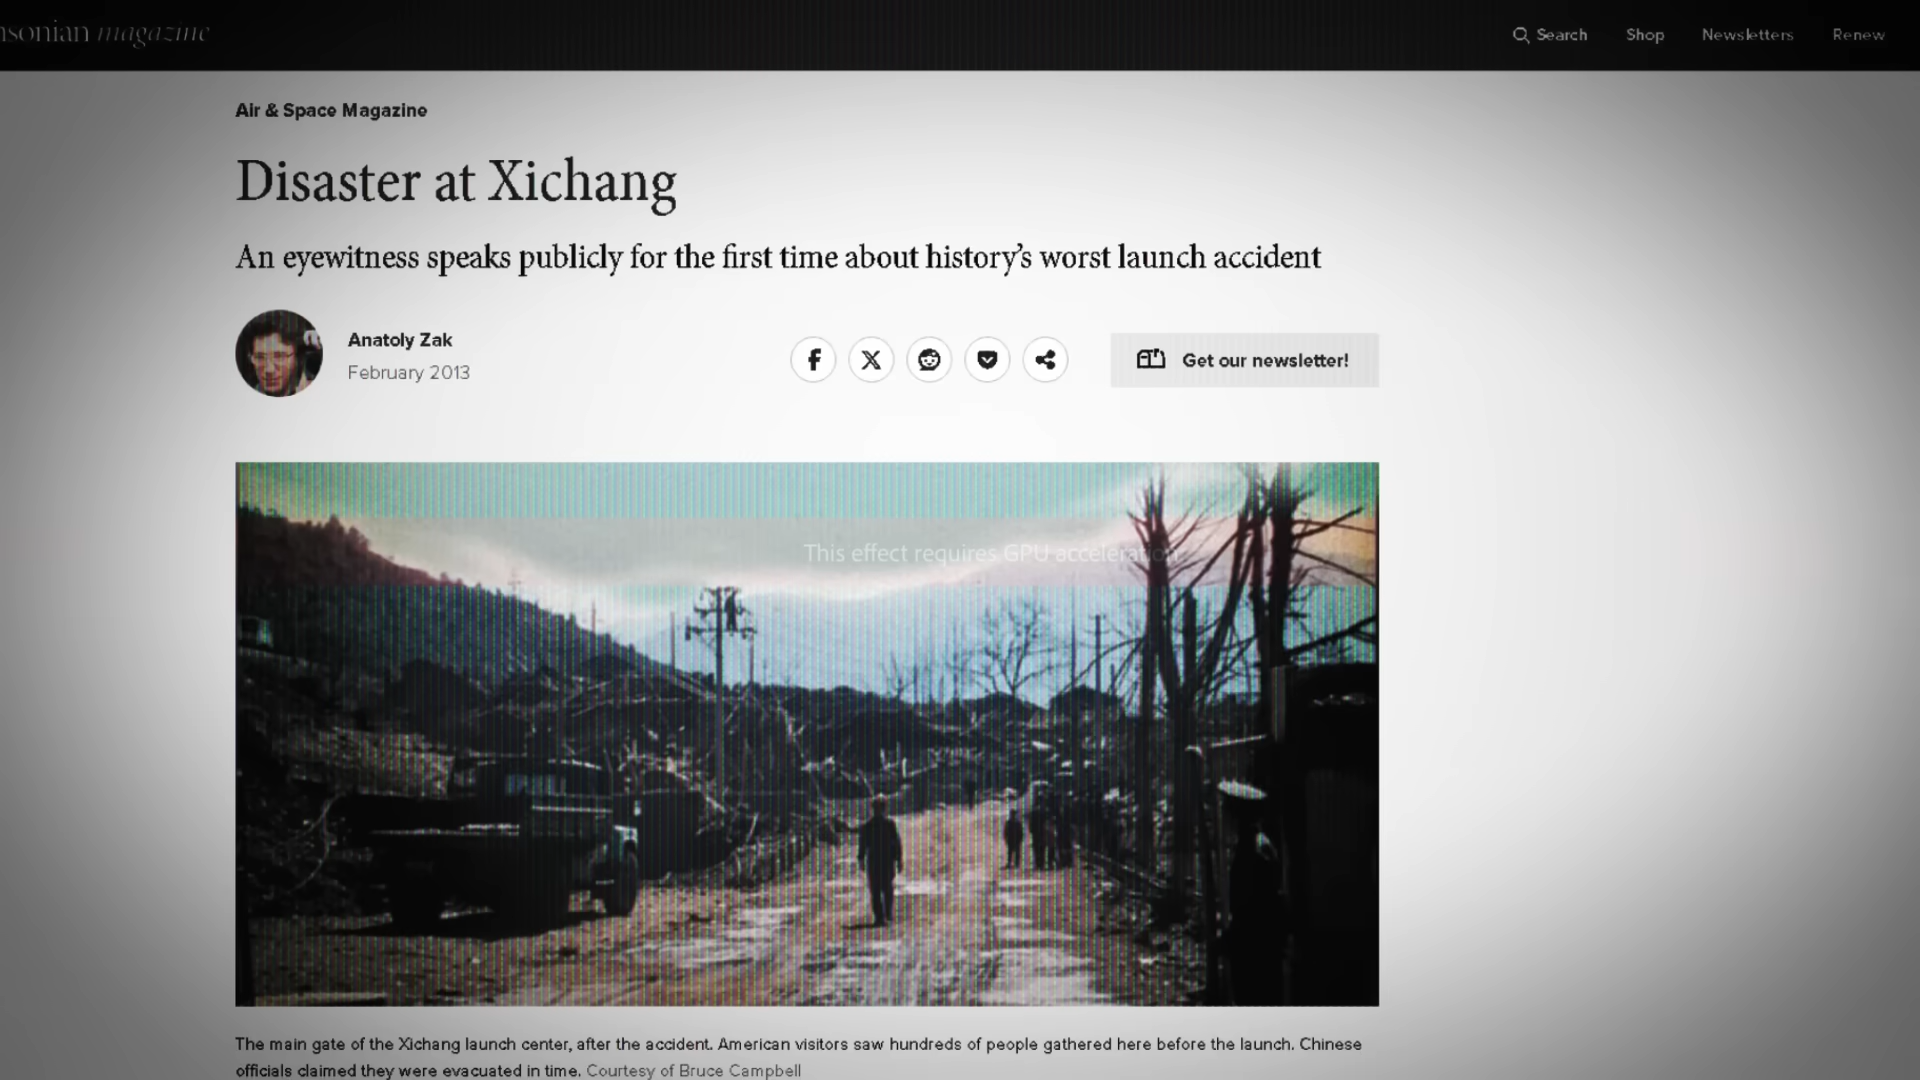 magazine
Search
Shop
Newsletters
Renew
Air & Space Magazine
Disaster at Xichang
An eyewitness speaks publicly for the first time about history’s worst launch accident
Anatoly Zak
February 2013
Get our newsletter!
This effect requires GPU acceleration
The main gate of the Xichang launch center, after the accident. American visitors saw hundreds of people gathered here before the launch. Chinese
officials claimed they were evacuated in time. Courtesy of Bruce Campbell